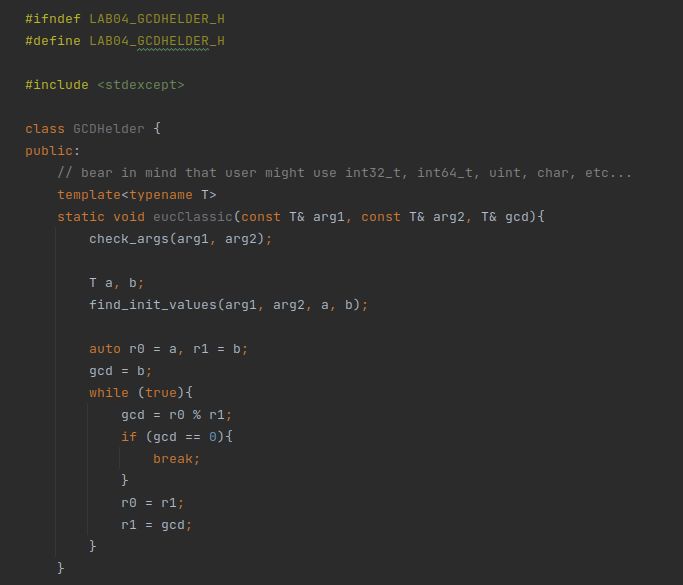 #ifndef LAB04_GCDHELDER_H
#define LAB04_GCDHELDER_H
#include <stdexcept>
class GCDHelder {
public:
// bear in mind that user might use int32_t, int64_t, uint, char, etc...
template<typename T>
static void eucClassic(const T& arg1, const T& arg2, T& gcd){
check_args(arg1, arg2);
T a, b;
find_init_values(arg1, arg2, a, b);
auto r0 = a, r1 = b;
gcd = b;
while (true){
gcd = r0 % r1;
if (gcd == 0){
break;
}
r0 = r1;
r1 = gcd;
}
}